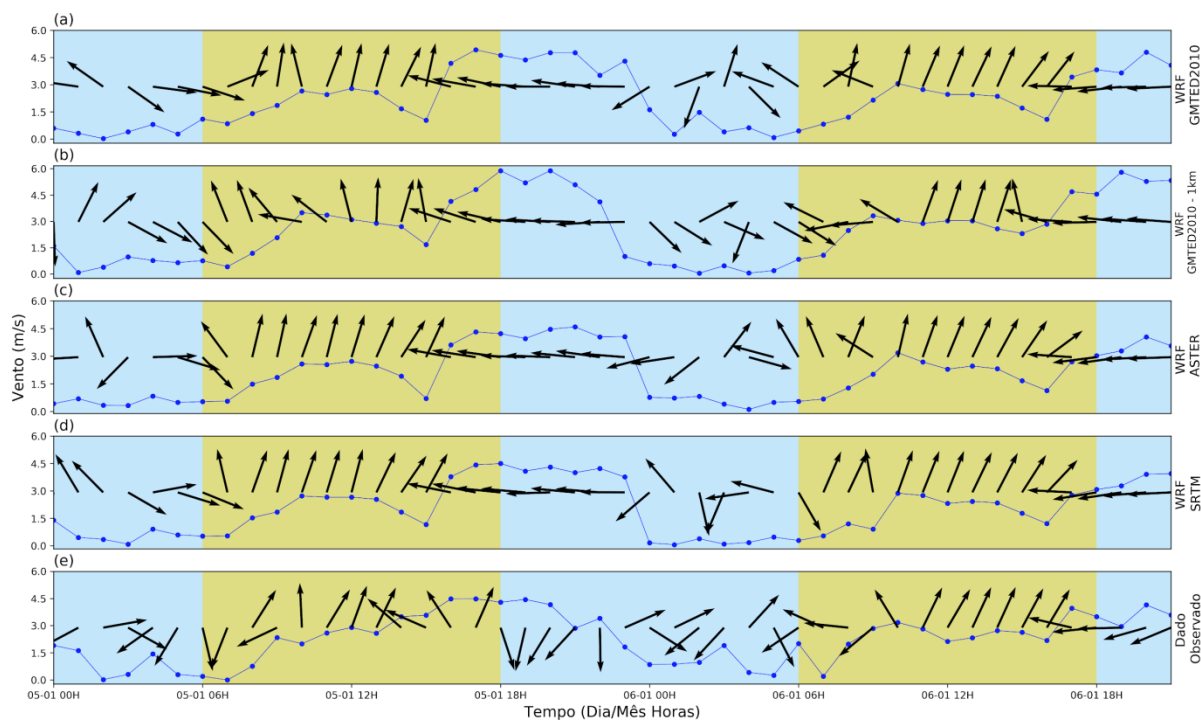 (a)
6.0
4.5
3.0
1.5
0.0
WRF
GMTED2010
(b)
6.0
4.5
3.0
1.5
0.0
WRF
GMTED2010 - 1km
(c)
6.0
4.5
3.0
1.5
0.0
Vento (m/s)
WRF
ASTER
(d)
6.0
4.5
3.0
1.5
0.0
WRF
SRTM
(e)
6.0
4.5
3.0
1.5
0.0
Dado
Observado
05-01 00H 05-01 06H 05-01 12H 05-01 18H 06-01 00H 06-01 06H 06-01 12H 06-01 18H
Tempo (Dia/Mês Horas)